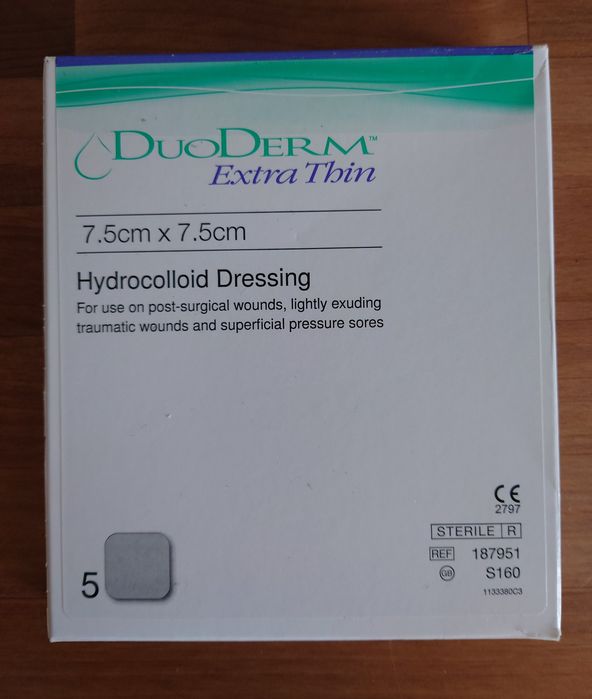 DUODERM™
Extra Thin
7.5cm x 7.5cm
Hydrocolloid Dressing
For use on post-surgical wounds, lightly exuding
traumatic wounds and superficial pressure sores
5
CE
2797
STERILE R
REF 187951
GB S160
1133380C3